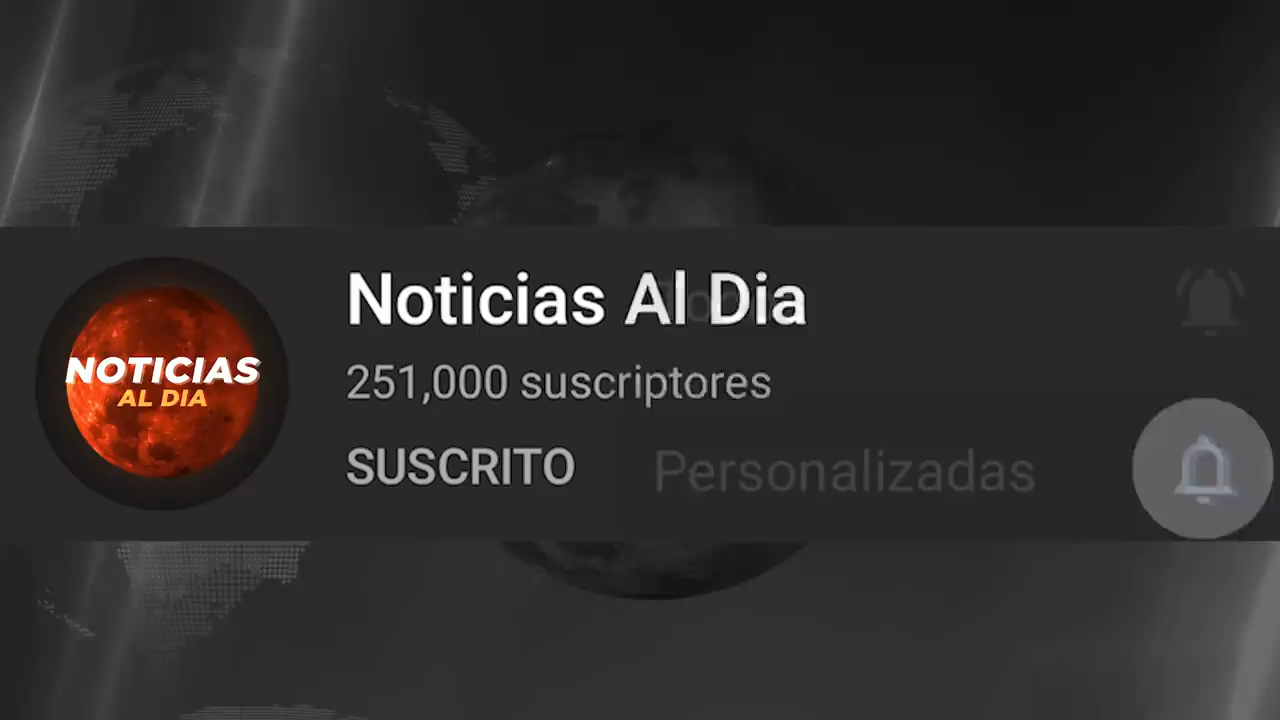 NOTICIAS
AL DIA
Noticias Al Dia
251,000 suscriptores
SUSCRITO
Personalizadas